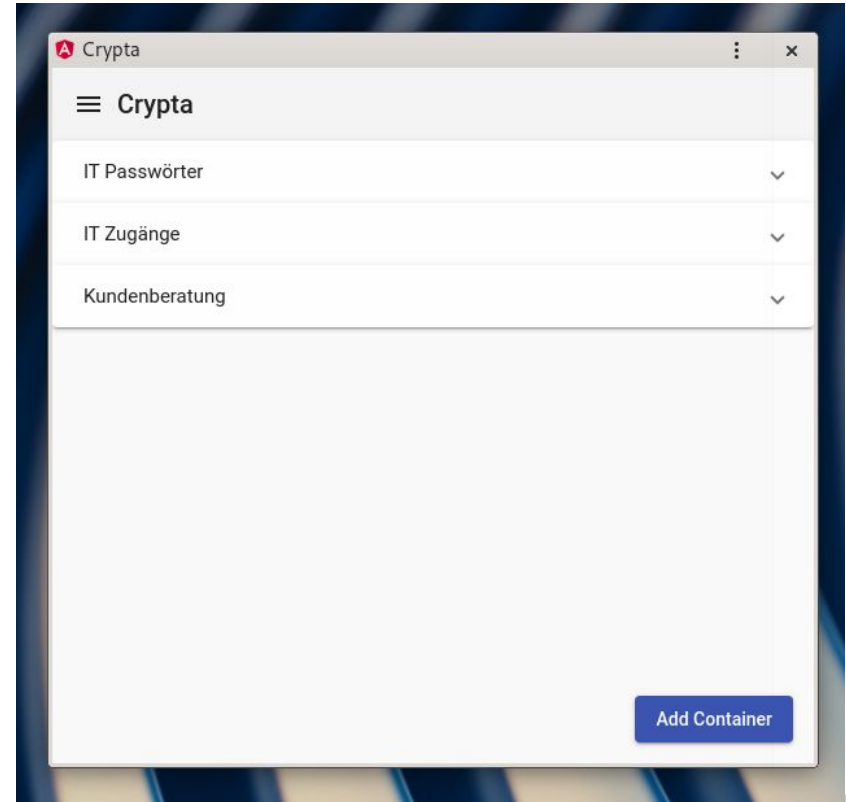 Crypta
Crypta
IT Passwörter
IT Zugänge
Kundenberatung
Add Container